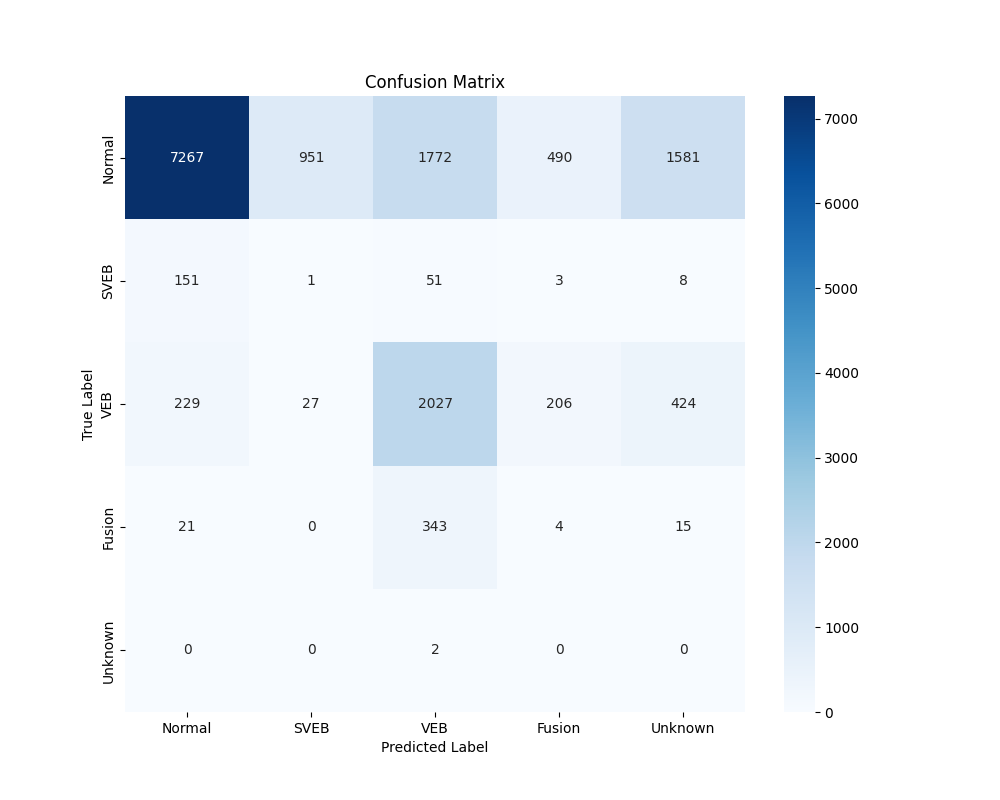 Confusion Matrix
True Label
Normal 7267 951 1772 490 1581
SVEB 151 1 51 3 8
VEB 229 27 2027 206 424
Fusion 21 0 343 4 15
Unknown 0 0 2 0 0
Normal SVEB VEB Fusion Unknown
Predicted Label
7000
6000
5000
4000
3000
2000
1000
0